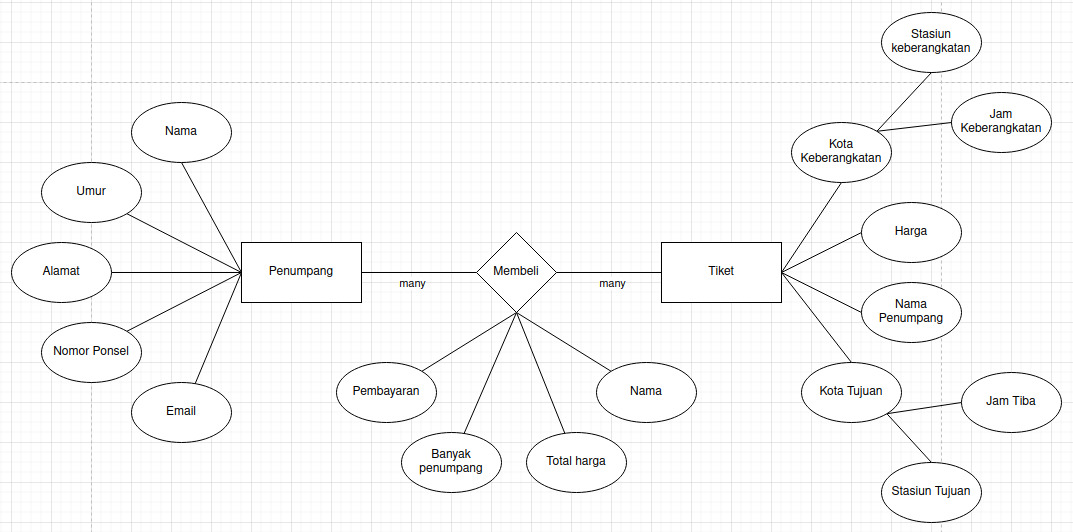 Stasiun
keberangkatan
Jam
Keberangkatan
Kota
Keberangkatan
Nama
Umur
Harga
Alamat
Penumpang
many
Membeli
many
Tiket
Nama
Penumpang
Nomor Ponsel
Email
Pembayaran
Nama
Kota Tujuan
Jam Tiba
Banyak
penumpang
Total harga
Stasiun Tujuan